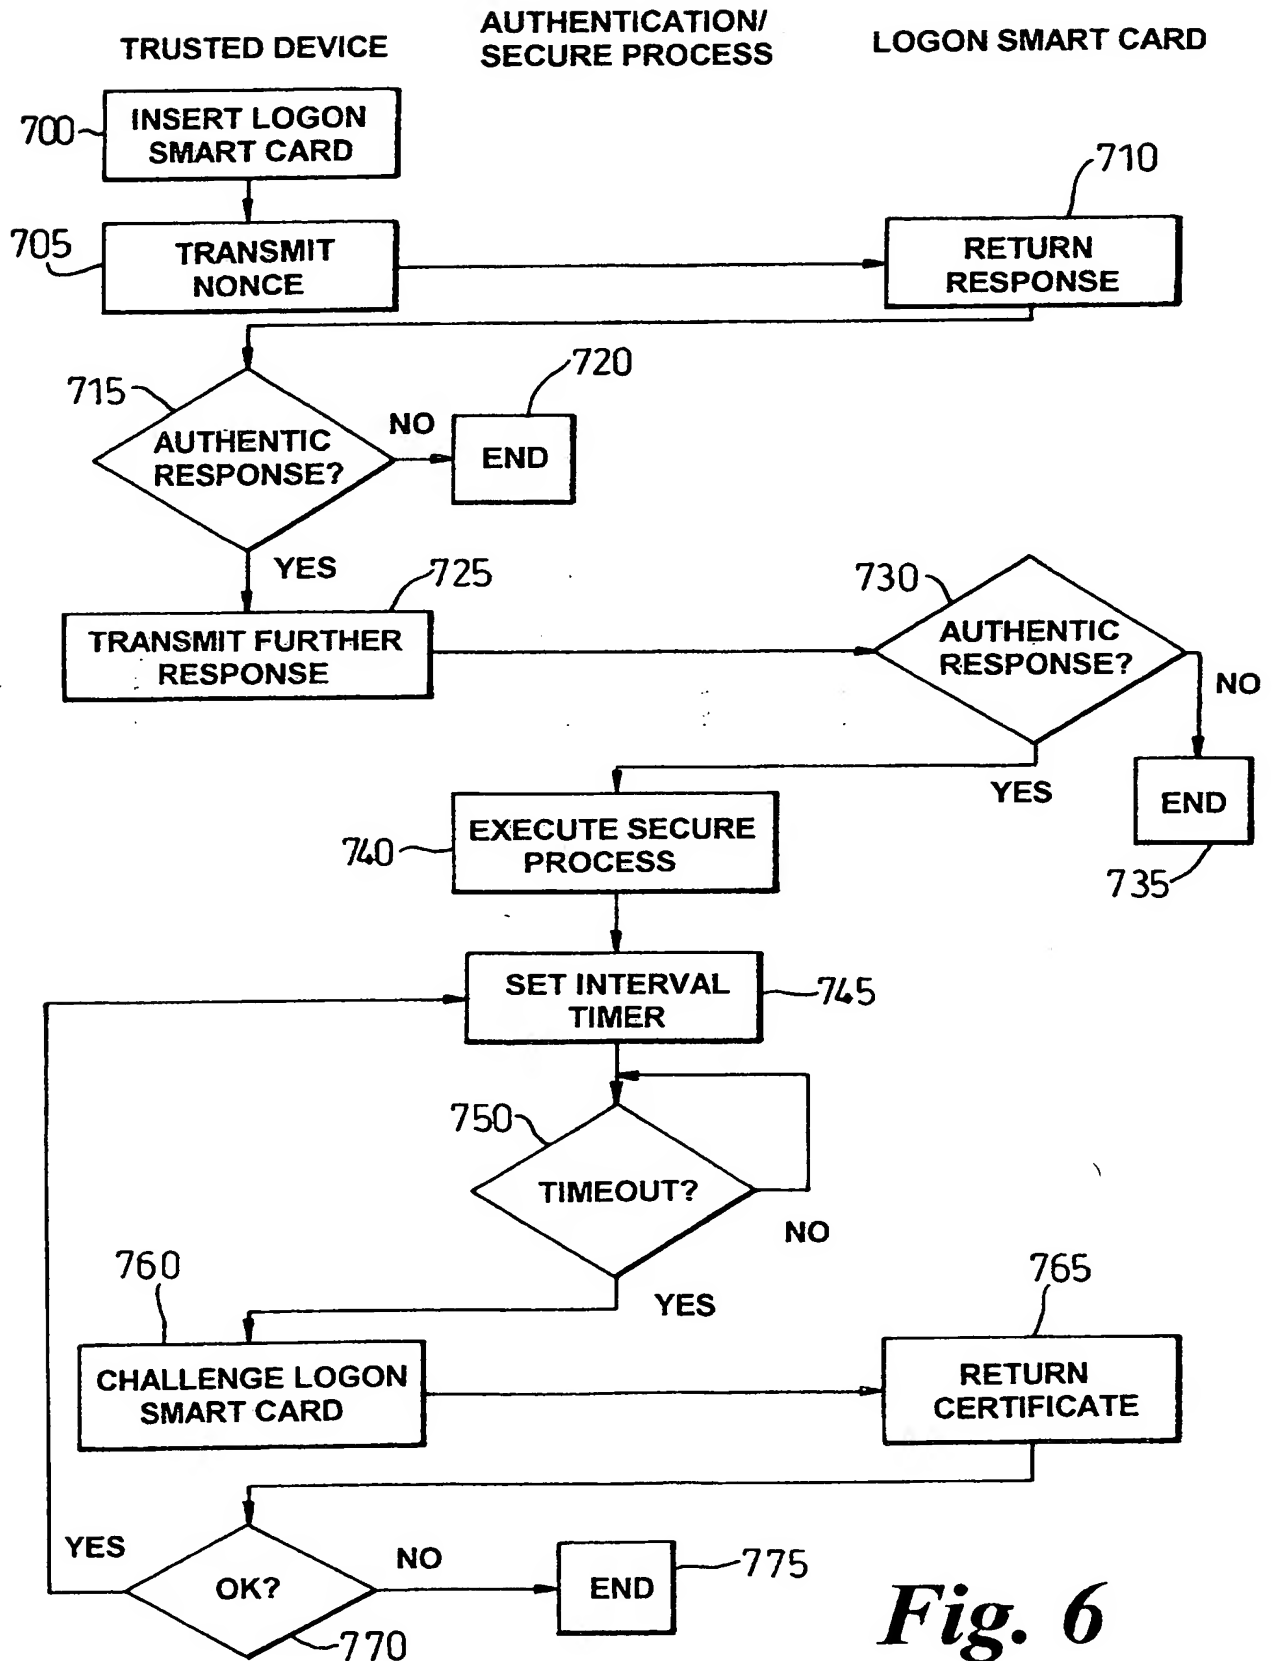 TRUSTED DEVICE
AUTHENTICATION/
SECURE PROCESS
LOGON SMART CARD
700
INSERT LOGON
SMART CARD
710
705
TRANSMIT
NONCE
RETURN
RESPONSE
715
AUTHENTIC
RESPONSE?
NO
720
END
YES
725
TRANSMIT FURTHER
RESPONSE
730
AUTHENTIC
RESPONSE?
NO
YES
END
735
740
EXECUTE SECURE
PROCESS
SET INTERVAL
TIMER
745
750
TIMEOUT?
NO
YES
760
CHALLENGE LOGON
SMART CARD
765
RETURN
CERTIFICATE
YES
OK?
NO
END
775
770
Fig. 6